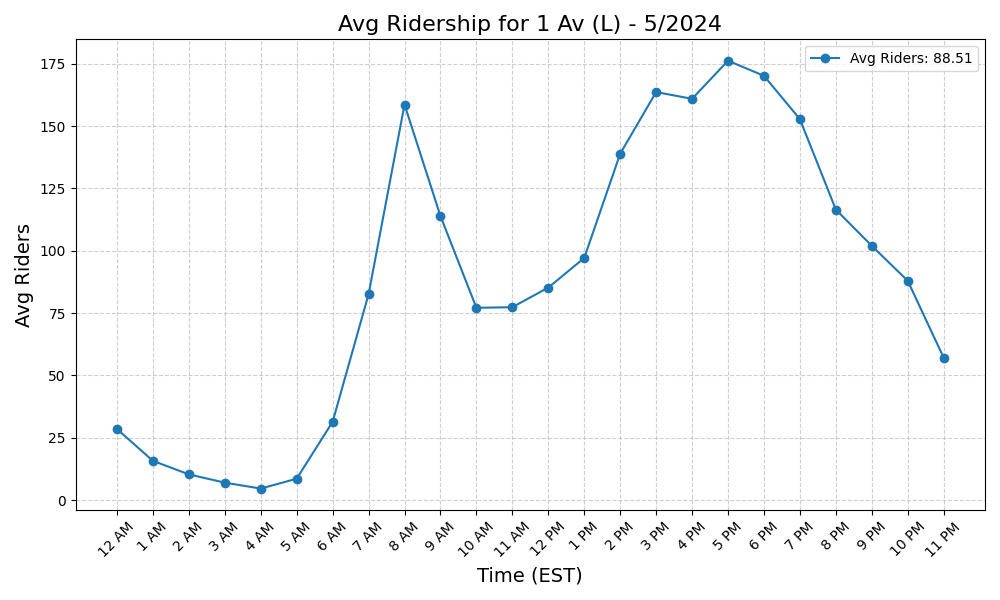 Avg Ridership for 1 Av (L) - 5/2024
Avg Riders: 88.51
Avg Riders
175
150
125
100
75
50
25
0
12 AM
1 AM
2 AM
3 AM
4 AM
5 AM
6 AM
7 AM
8 AM
9 AM
10 AM
11 AM
12 PM
1 PM
2 PM
3 PM
4 PM
5 PM
6 PM
7 PM
8 PM
9 PM
10 PM
11 PM
Time (EST)